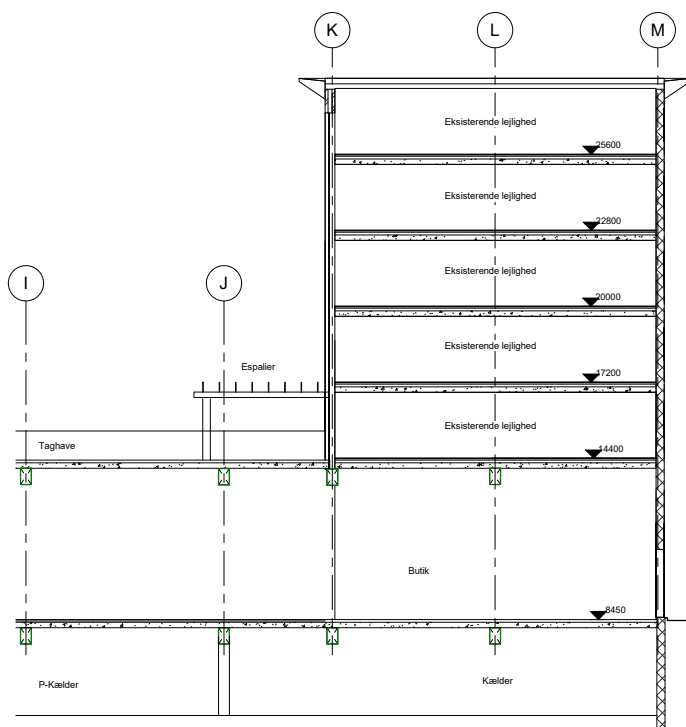 K
L
M
Eksisterende lejlighed
25600
Eksisterende lejlighed
22800
I
J
Eksisterende lejlighed
20000
Eksisterende lejlighed
Espalier
17200
Eksisterende lejlighed
Taghave
14400
Butik
8450
Kælder
P-Kælder